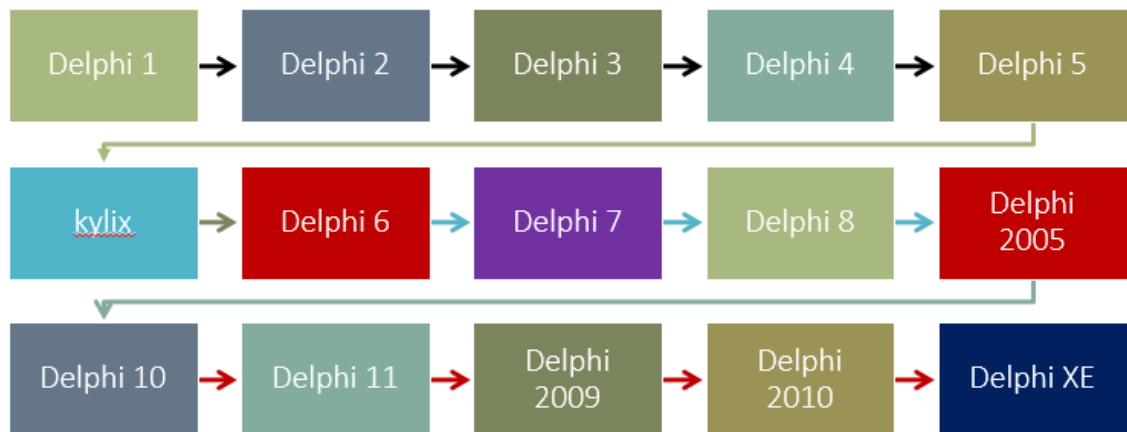 Delphi 1
Delphi 2
Delphi 3
Delphi 4
Delphi 5
kylix
Delphi 6
Delphi 7
Delphi 8
Delphi
2005
Delphi 10
Delphi 11
Delphi
2009
Delphi
2010
Delphi XE